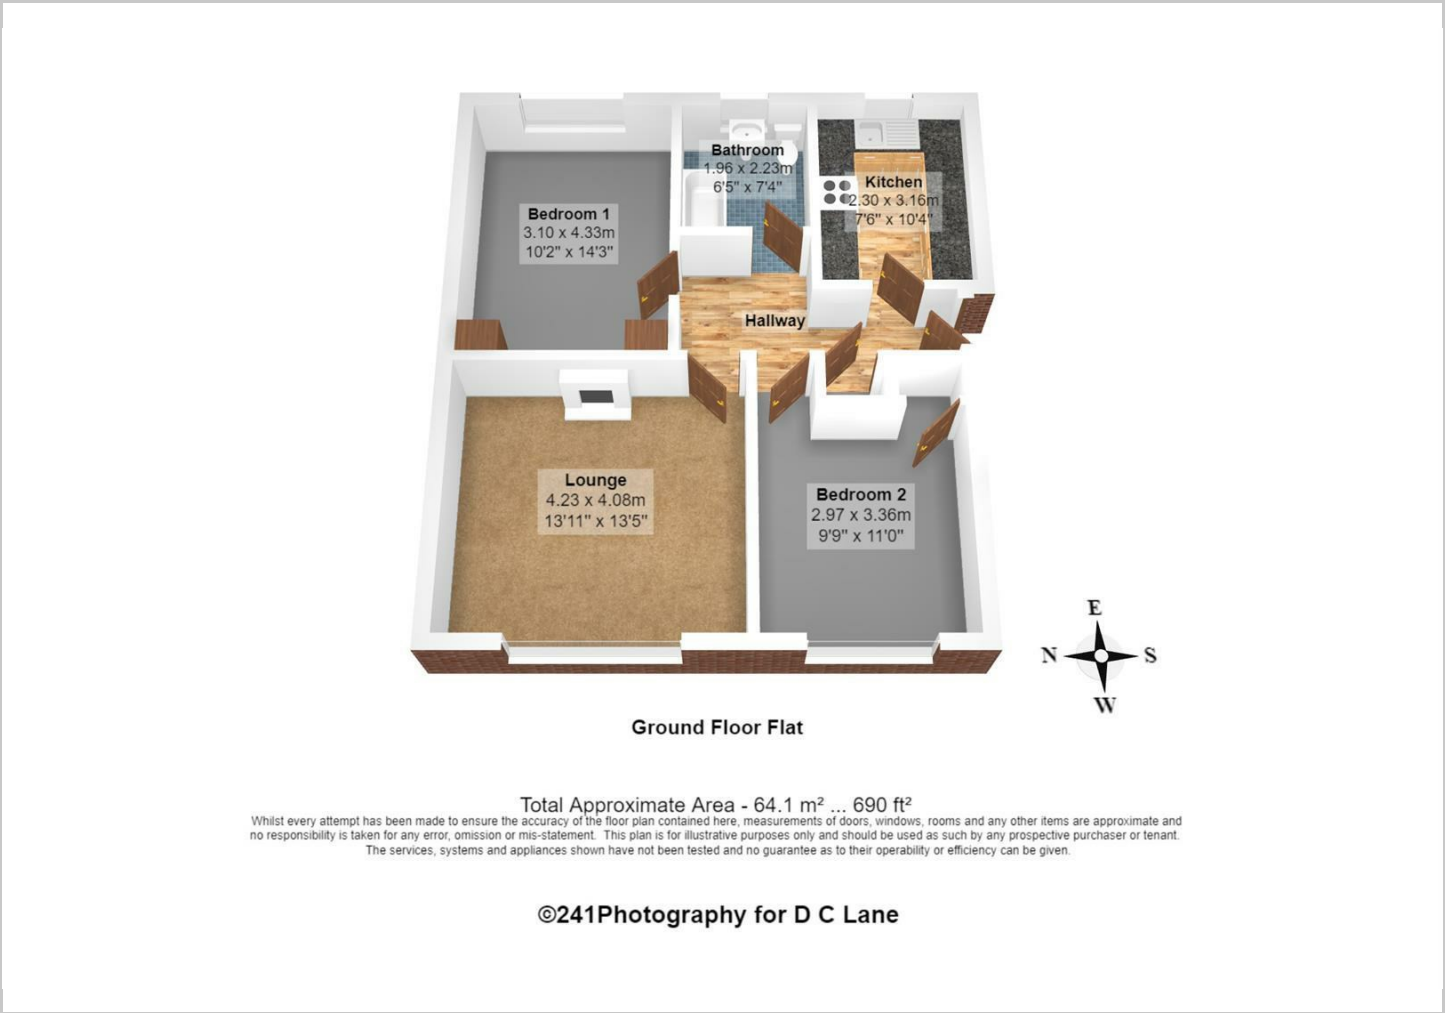 Bathroom
1.96 x 2.23m
6'5" x 7'4"
Kitchen
2.30 x 3.16m
7'6" x 10'4"
Bedroom 1
3.10 x 4.33m
10'2" x 14'3"
Hallway
Lounge
4.23 x 4.08m
13'11" x 13'5"
Bedroom 2
2.97 x 3.36m
9'9" x 11'0"
E
N S
W
Ground Floor Flat
Total Approximate Area - 64.1 m² ... 690 ft²
Whilst every attempt has been made to ensure the accuracy of the floor plan contained here, measurements of doors, windows, rooms and any other items are approximate and
no responsibility is taken for any error, omission or mis-statement. This plan is for illustrative purposes only and should be used as such by any prospective purchaser or tenant.
The services, systems and appliances shown have not been tested and no guarantee as to their operability or efficiency can be given.
©241Photography for D C Lane